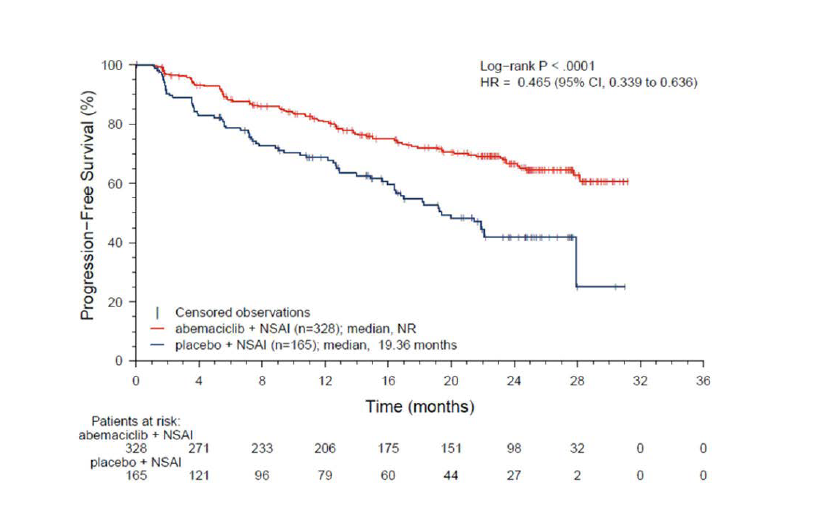 Log-rank P < .0001
HR = 0.465 (95% CI, 0.339 to 0.636)
Progression-Free Survival (%)
100
80
60
40
20
0
Censored observations
abemaciclib + NSAI (n=328); median, NR
placebo + NSAI (n=165); median, 19.36 months
0 4 8 12 16 20 24 28 32 36
Time (months)
Patients at risk:
abemaciclib + NSAI
328 271 233 206 175 151 98 32 0 0
placebo + NSAI
165 121 96 79 60 44 27 2 0 0